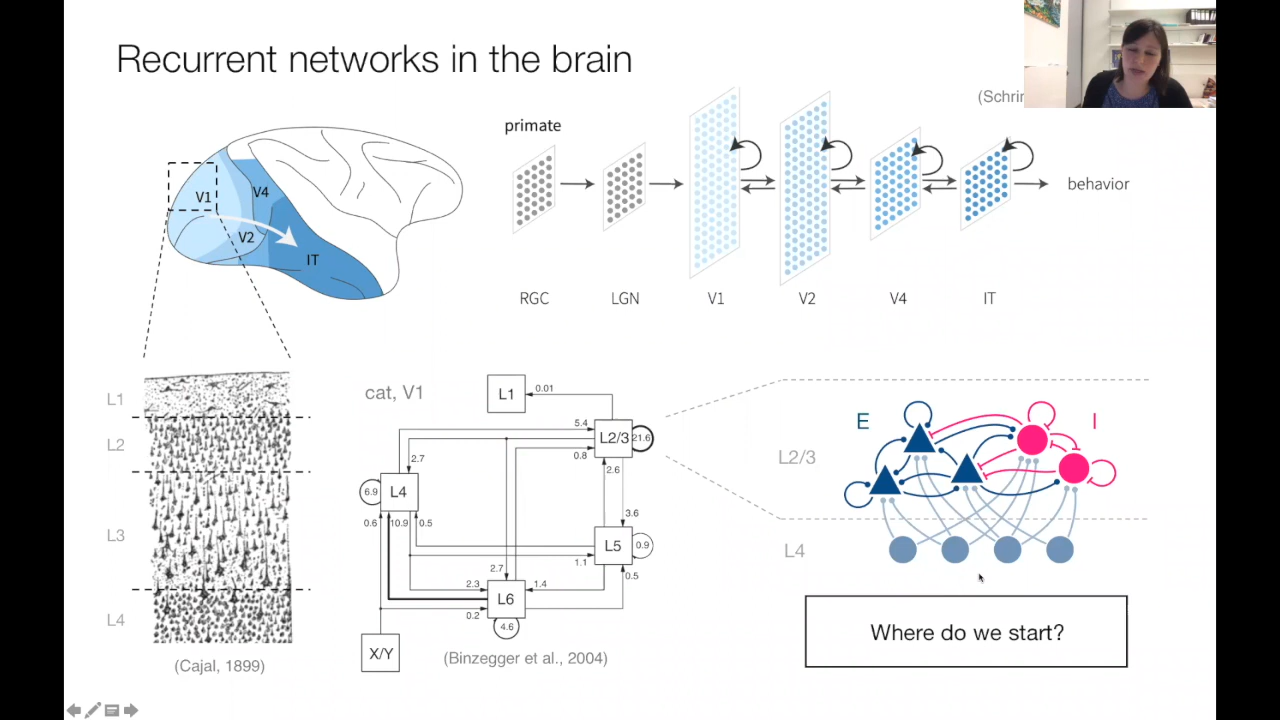 Recurrent networks in the brain
(Schrir
primate
V1
V4
V2
IT
behavior
RGC
LGN
V1
V2
V4
IT
L1
L2
L3
L4
(Cajal, 1899)
cat, V1
L1
0.01
5.4
L2/3
21.6
0.8
2.7
2.6
6.9
L4
0.6
10.9
0.5
3.6
L5
0.9
1.1
2.7
0.5
2.3
L6
1.4
0.2
4.6
X/Y
(Binzegger et al., 2004)
E
I
L2/3
L4
Where do we start?